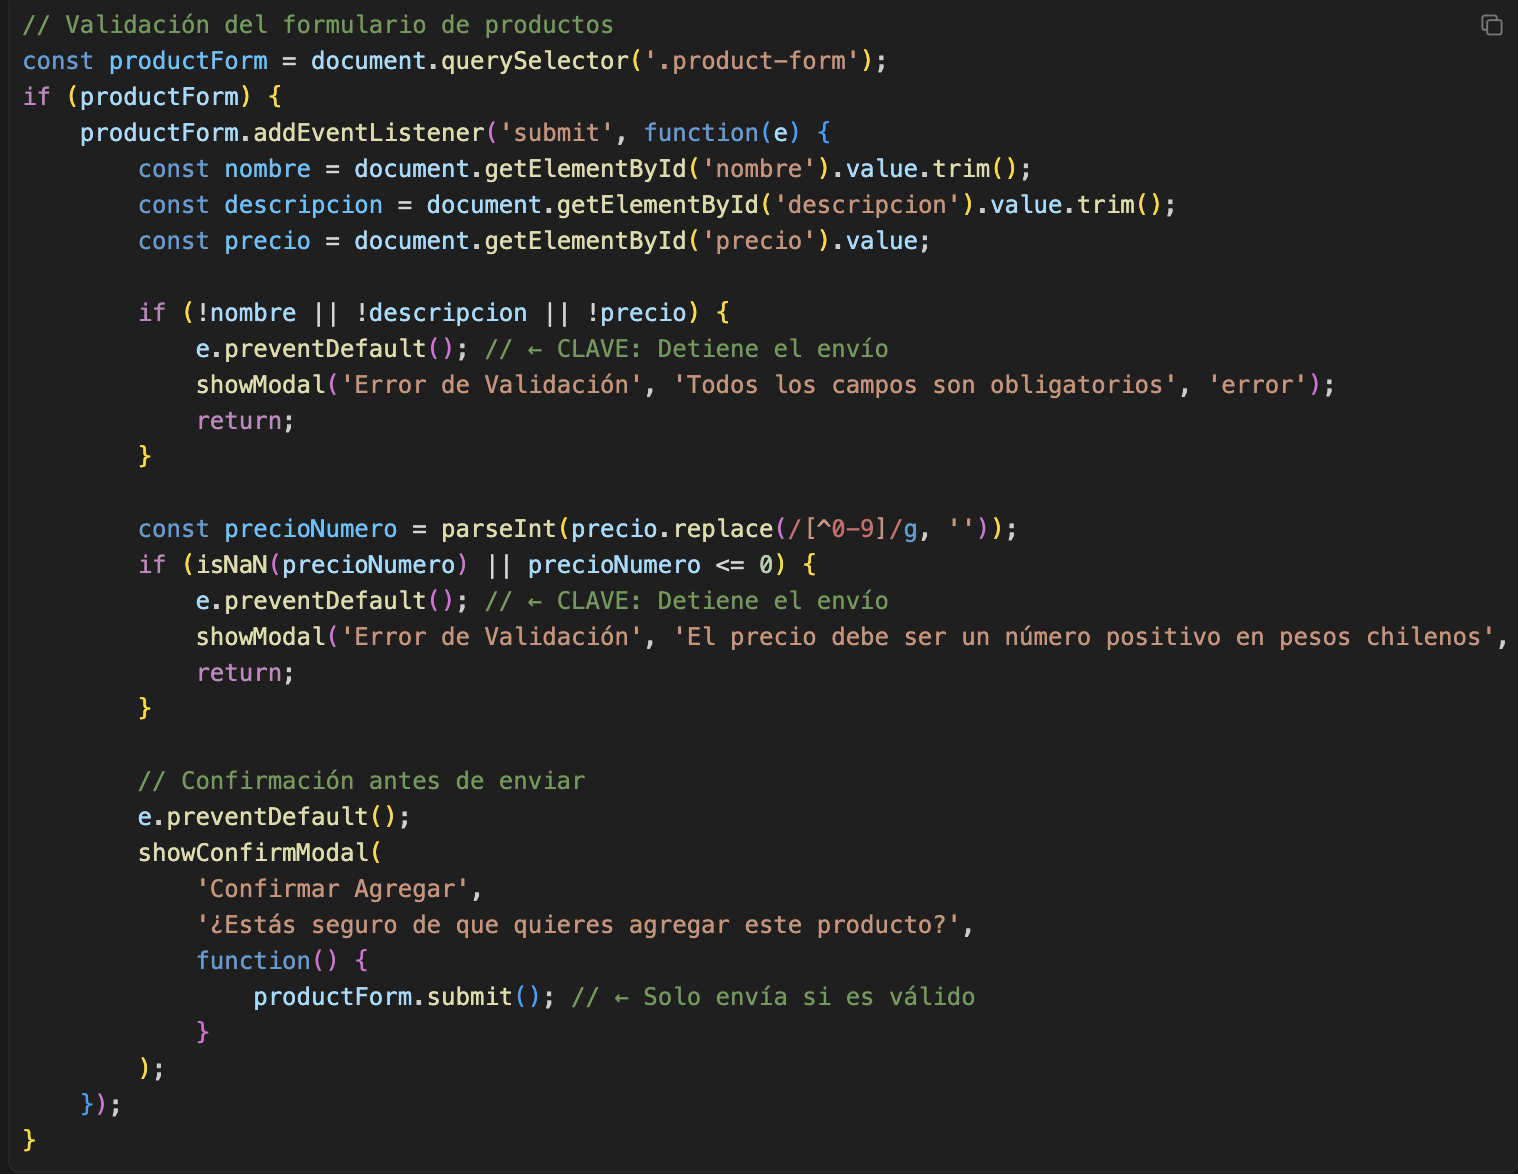 // Validación del formulario de productos
const productForm = document.querySelector('.product-form');
if (productForm) {
    productForm.addEventListener('submit', function(e) {
        const nombre = document.getElementById('nombre').value.trim();
        const descripcion = document.getElementById('descripcion').value.trim();
        const precio = document.getElementById('precio').value;

        if (!nombre || !descripcion || !precio) {
            e.preventDefault(); // ← CLAVE: Detiene el envío
            showModal('Error de Validación', 'Todos los campos son obligatorios', 'error');
            return;
        }

        const precioNumero = parseInt(precio.replace(/[^0-9]/g, ''));
        if (isNaN(precioNumero) || precioNumero <= 0) {
            e.preventDefault(); // ← CLAVE: Detiene el envío
            showModal('Error de Validación', 'El precio debe ser un número positivo en pesos chilenos',
            return;
        }

        // Confirmación antes de enviar
        e.preventDefault();
        showConfirmModal(
            'Confirmar Agregar',
            '¿Estás seguro de que quieres agregar este producto?',
            function() {
                productForm.submit(); // ← Solo envía si es válido
            }
        );
    });
}